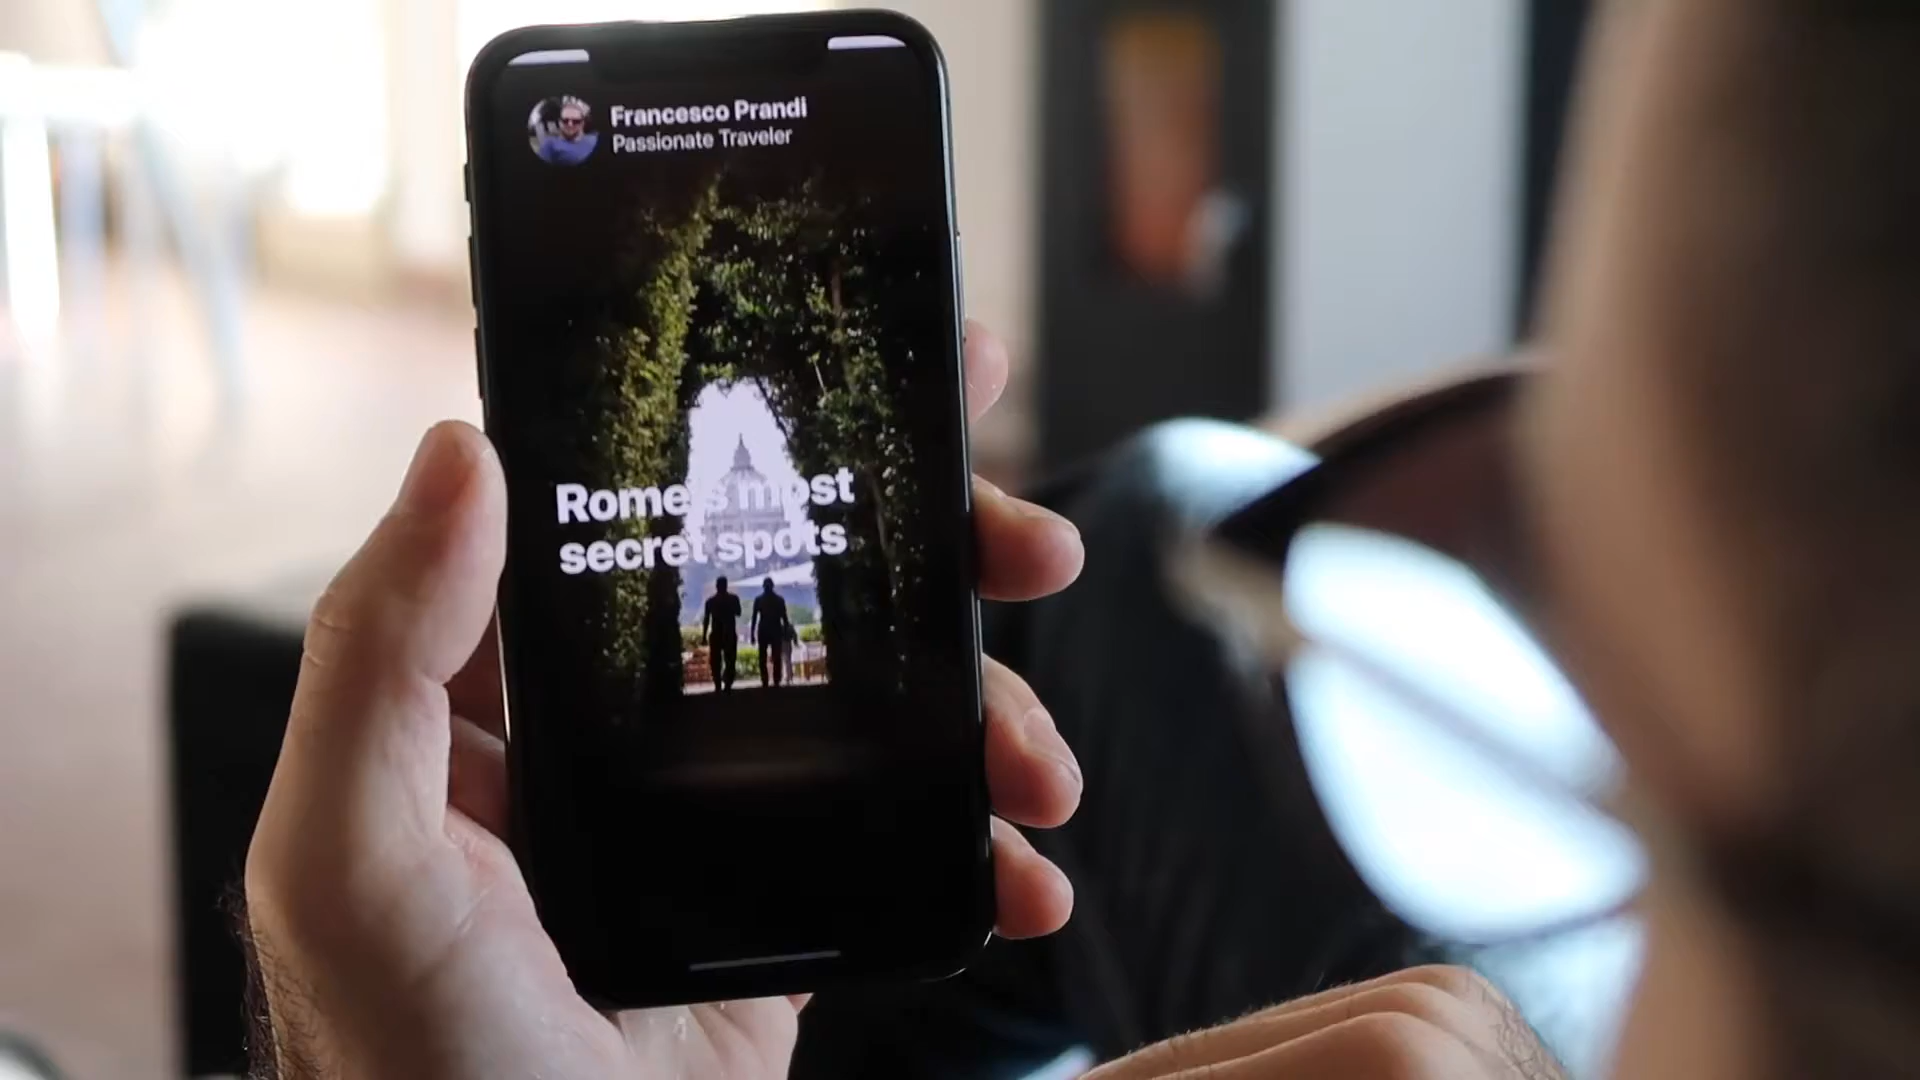 Francesco Prandi
Passionate Traveler
Rome's most
secret spots